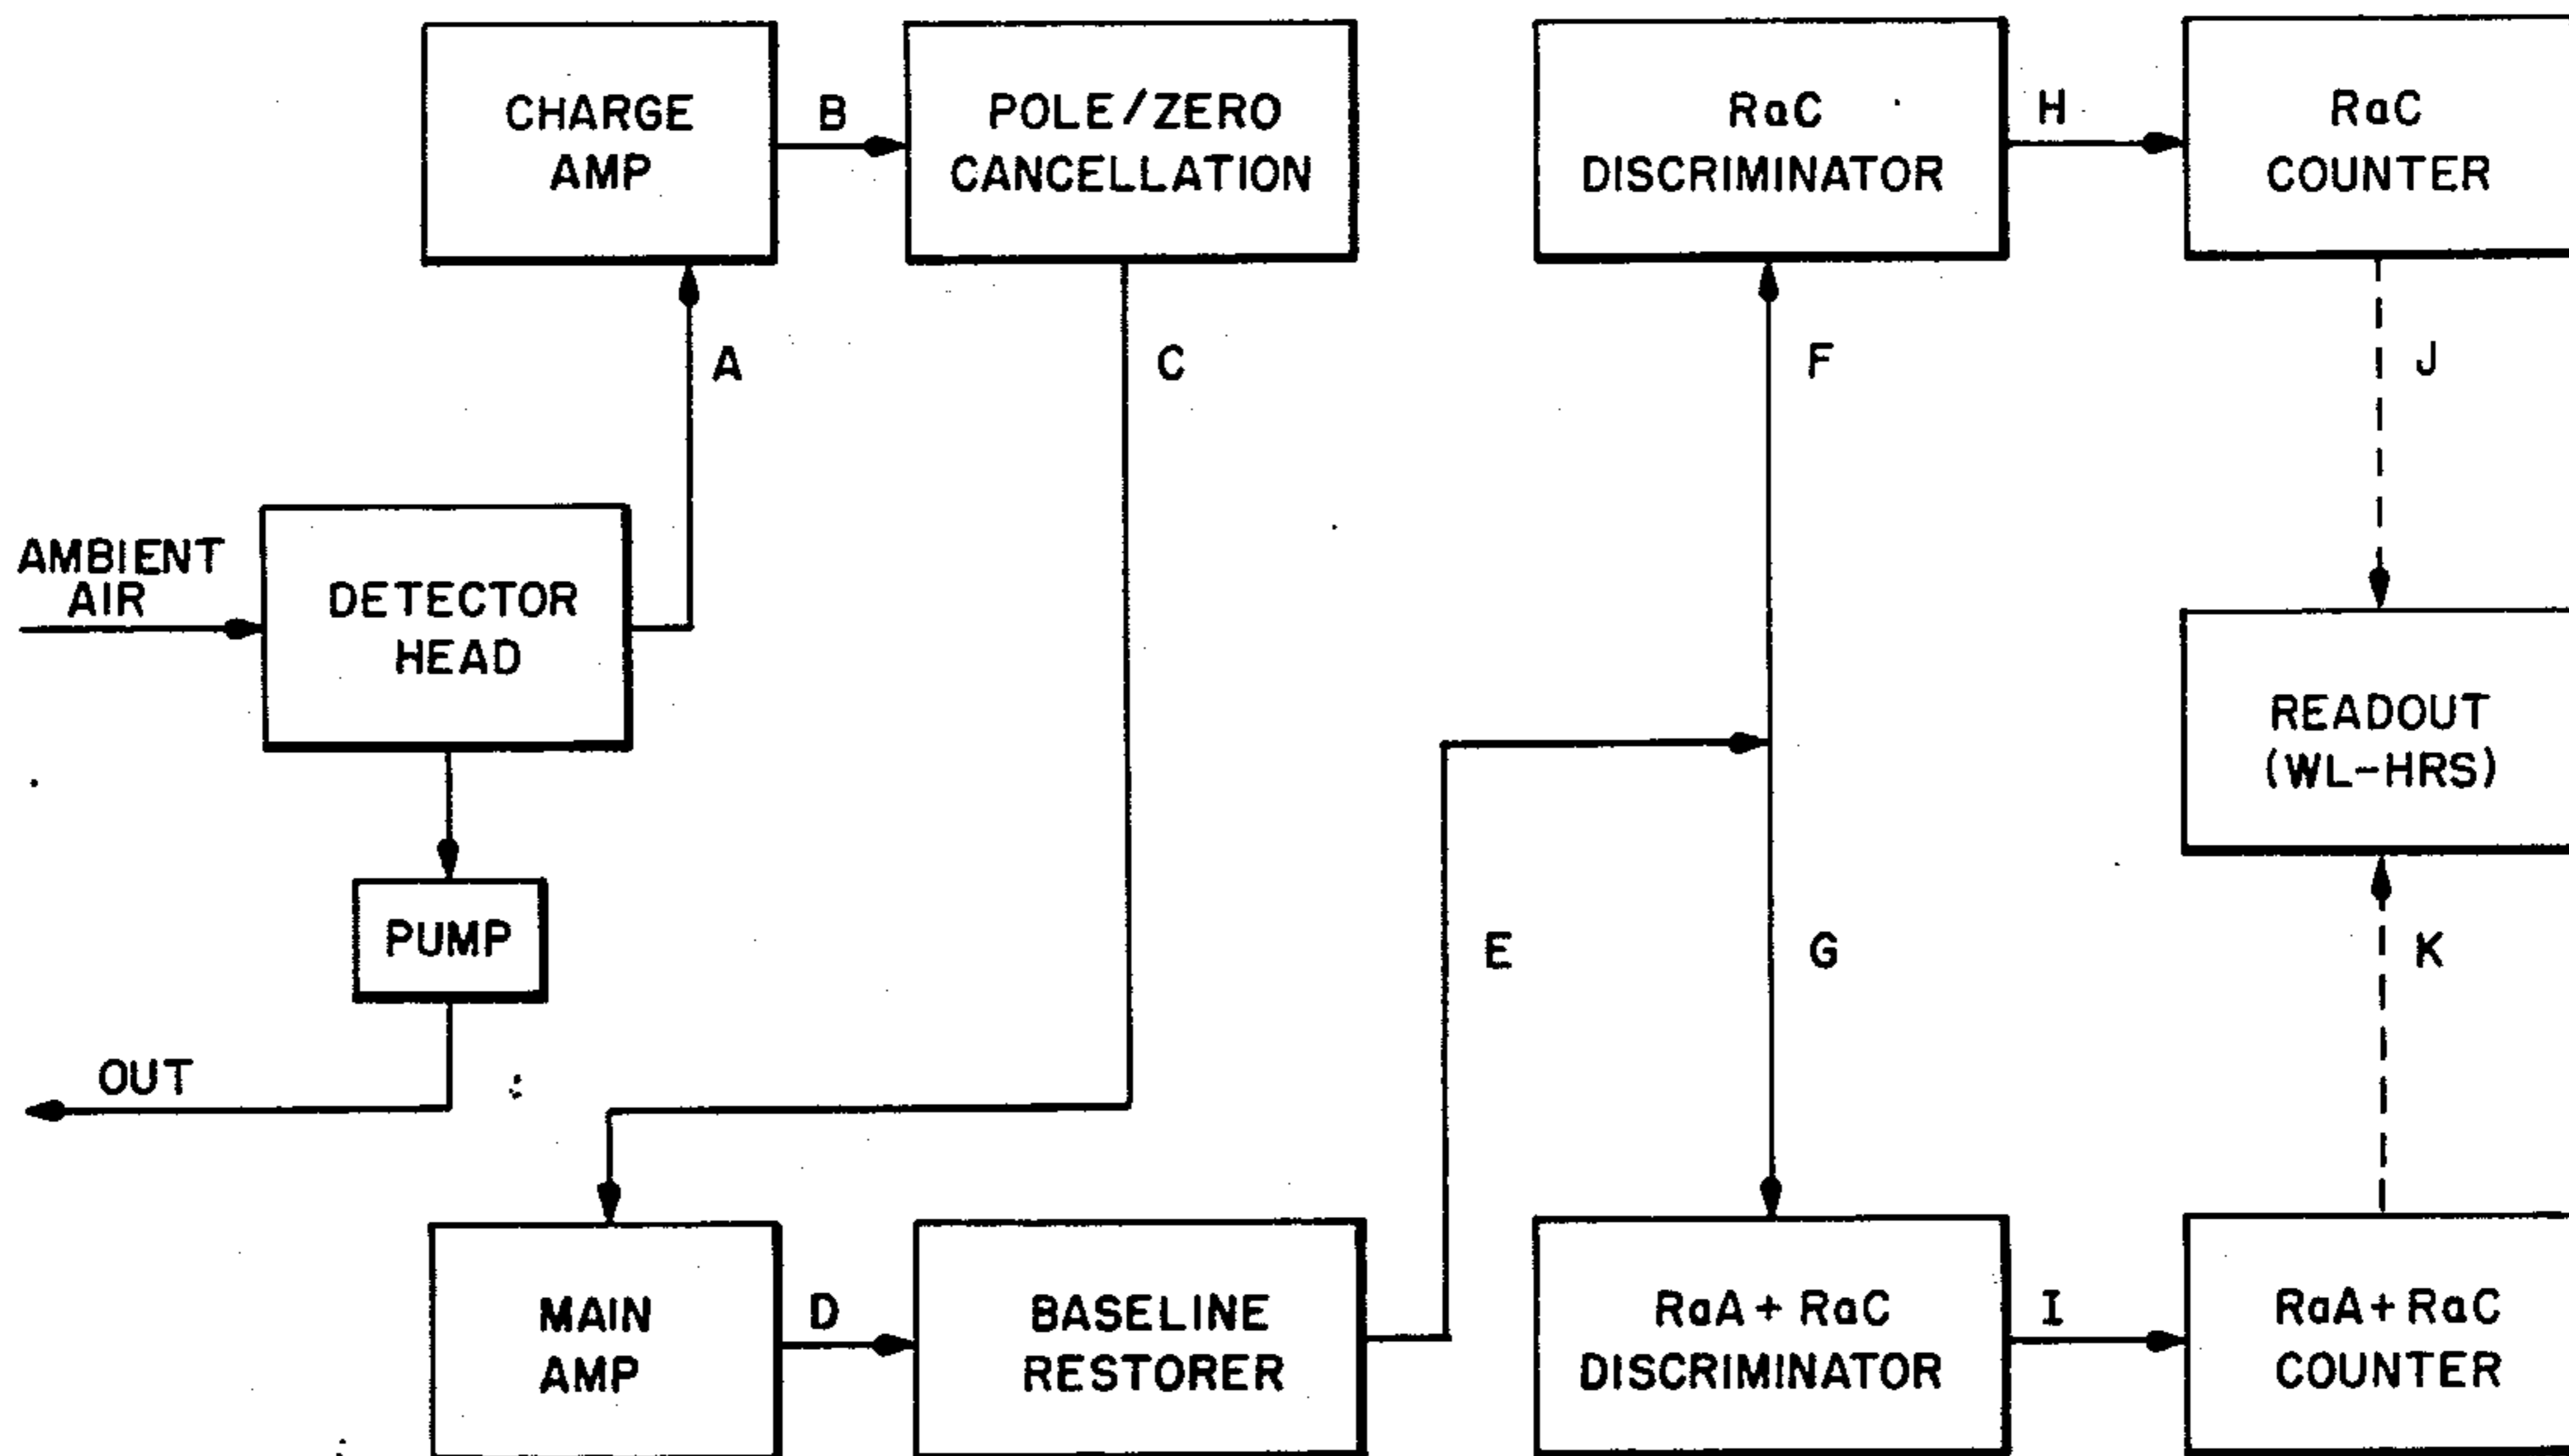 CHARGE
AMP
B
POLE/ZERO
CANCELLATION
RaC
DISCRIMINATOR
H
RaC
COUNTER
A
C
F
J
AMBIENT
AIR
DETECTOR
HEAD
READOUT
(WL-HRS)
PUMP
E
G
K
OUT
MAIN
AMP
D
BASELINE
RESTORER
RaA + RaC
DISCRIMINATOR
I
RaA + RaC
COUNTER